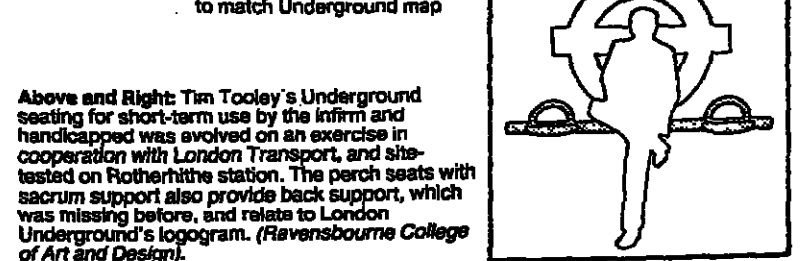 to match Underground map
Above and Right: Tim Tooley's Underground
seating for short-term use by the infirm and
handicapped was evolved on an exercise in
cooperation with London Transport, and site-
tested on Rotherhithe station. The perch seats with
sacrum support also provide back support, which
was missing before, and relate to London
Underground's logogram. (Ravensbourne College
of Art and Design).